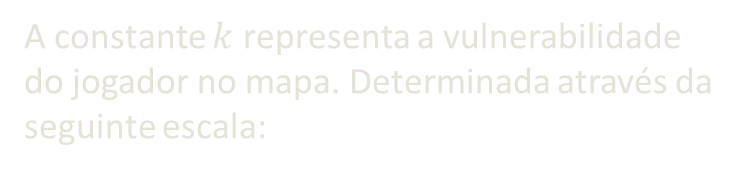 A constante k representa a vulnerabilidade
do jogador no mapa. Determinada através da
seguinte escala: